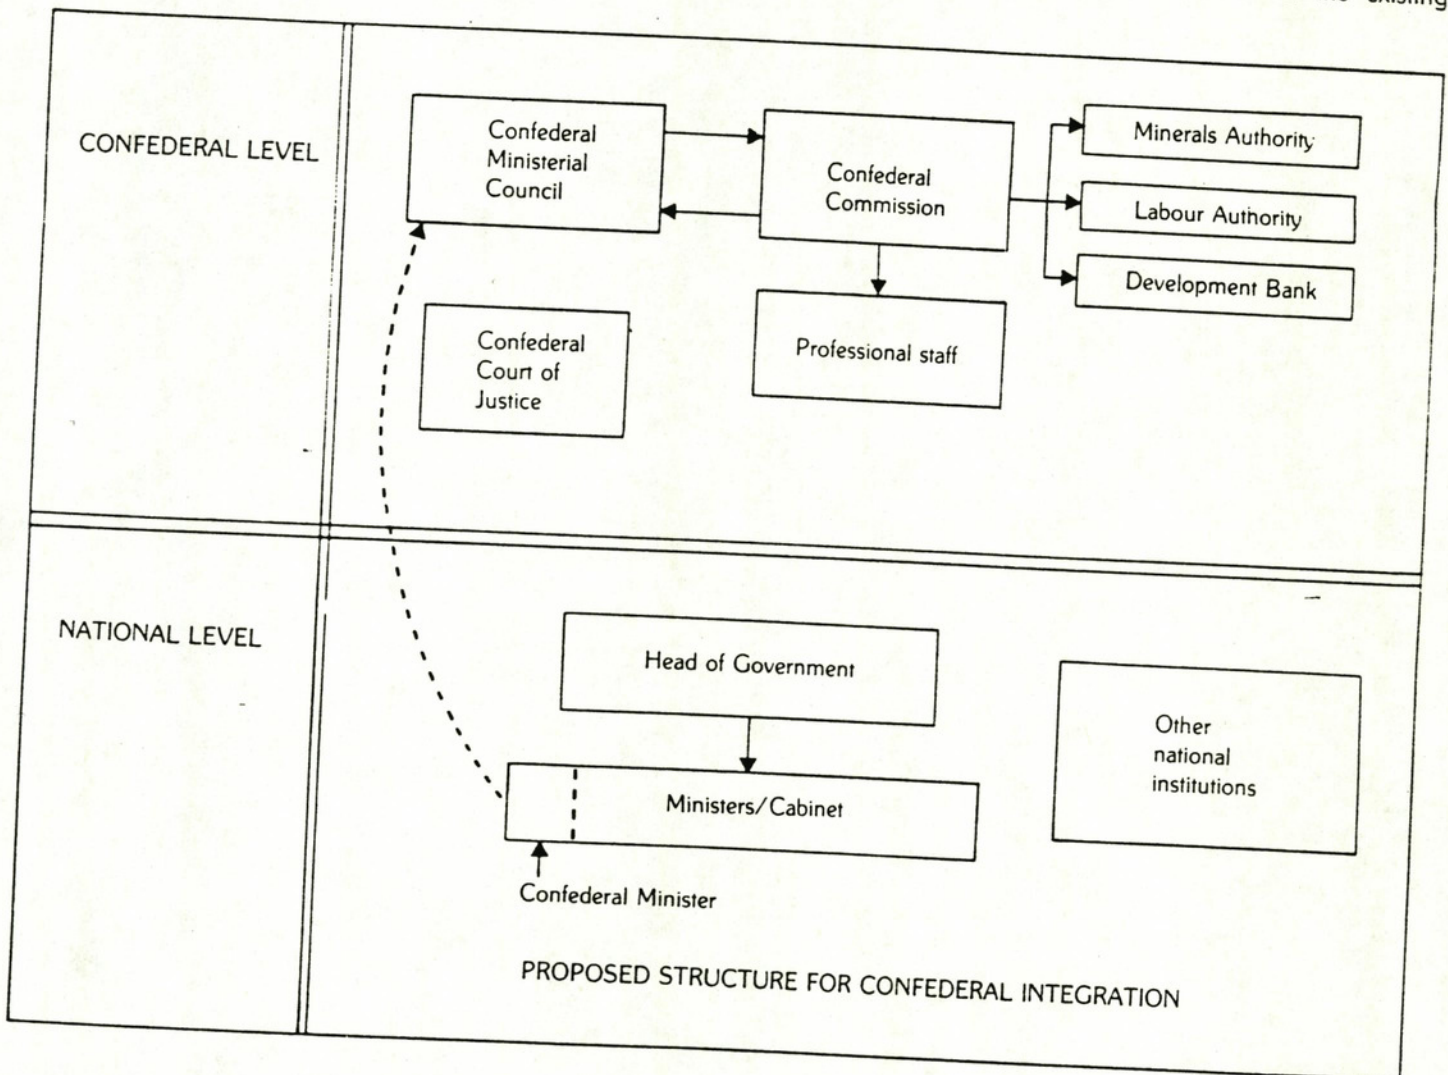 existing
CONFEDERAL LEVEL
Confederal
Ministerial
Council
Confederal
Commission
Minerals Authority
Labour Authority
Development Bank
Confederal
Court of
Justice
Professional staff
NATIONAL LEVEL
Head of Government
Ministers/Cabinet
Other
national
institutions
Confederal Minister
PROPOSED STRUCTURE FOR CONFEDERAL INTEGRATION